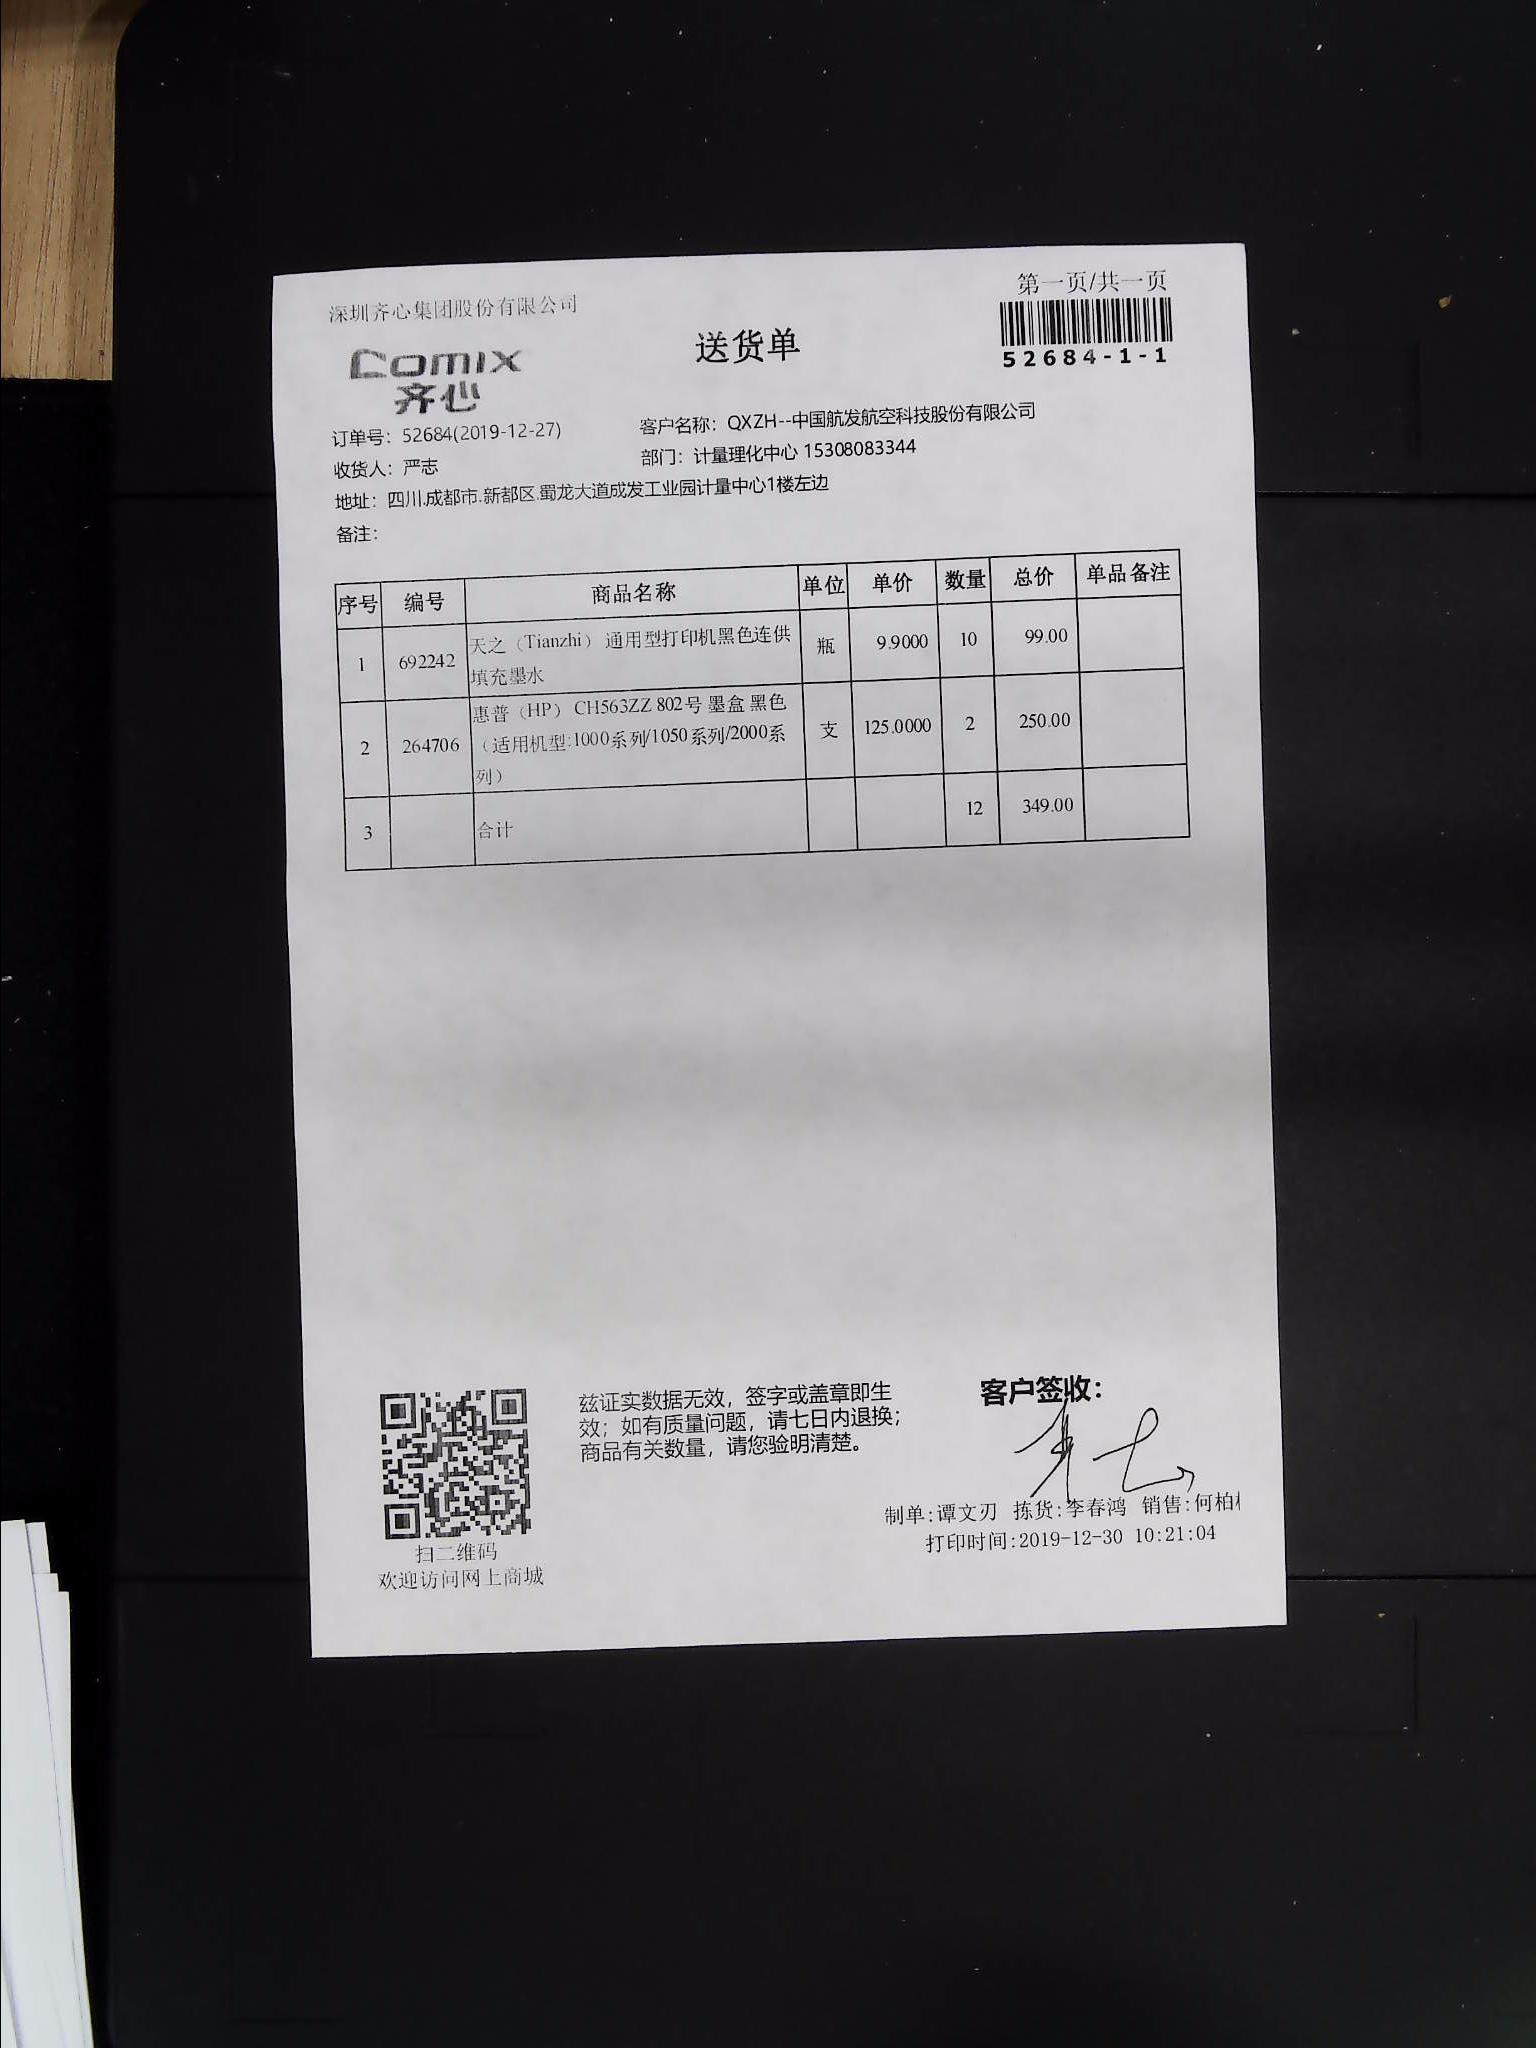 深圳齐心集团股份有限公司
第一页/共一页
comix
齐心
送货单
52684-1-1
订单号：52684(2019-12-27)
客户名称：QXZH--中国航发航空科技股份有限公司
收货人：严志
部门：计量理化中心 15308083344
地址：四川.成都市.新都区.蜀龙大道成发工业园计量中心1楼左边
备注：
序号 编号 商品名称 单位 单价 数量 总价 单品备注
1 692242 天之（Tianzhi） 通用型打印机黑色连供 瓶 9.9000 10 99.00
填充墨水
2 264706 惠普（HP） CH563ZZ 802号 墨盒 黑色 支 125.0000 2 250.00
（适用机型:1000系列/1050系列/2000系
列）
3 合计 12 349.00
兹证实数据无效，签字或盖章即生
效；如有质量问题，请七日内退换；
商品有关数量，请您验明清楚。
客户签收：
制单:谭文刃 拣货:李春鸿 销售:何柏
打印时间:2019-12-30 10:21:04
扫二维码
欢迎访问网上商城